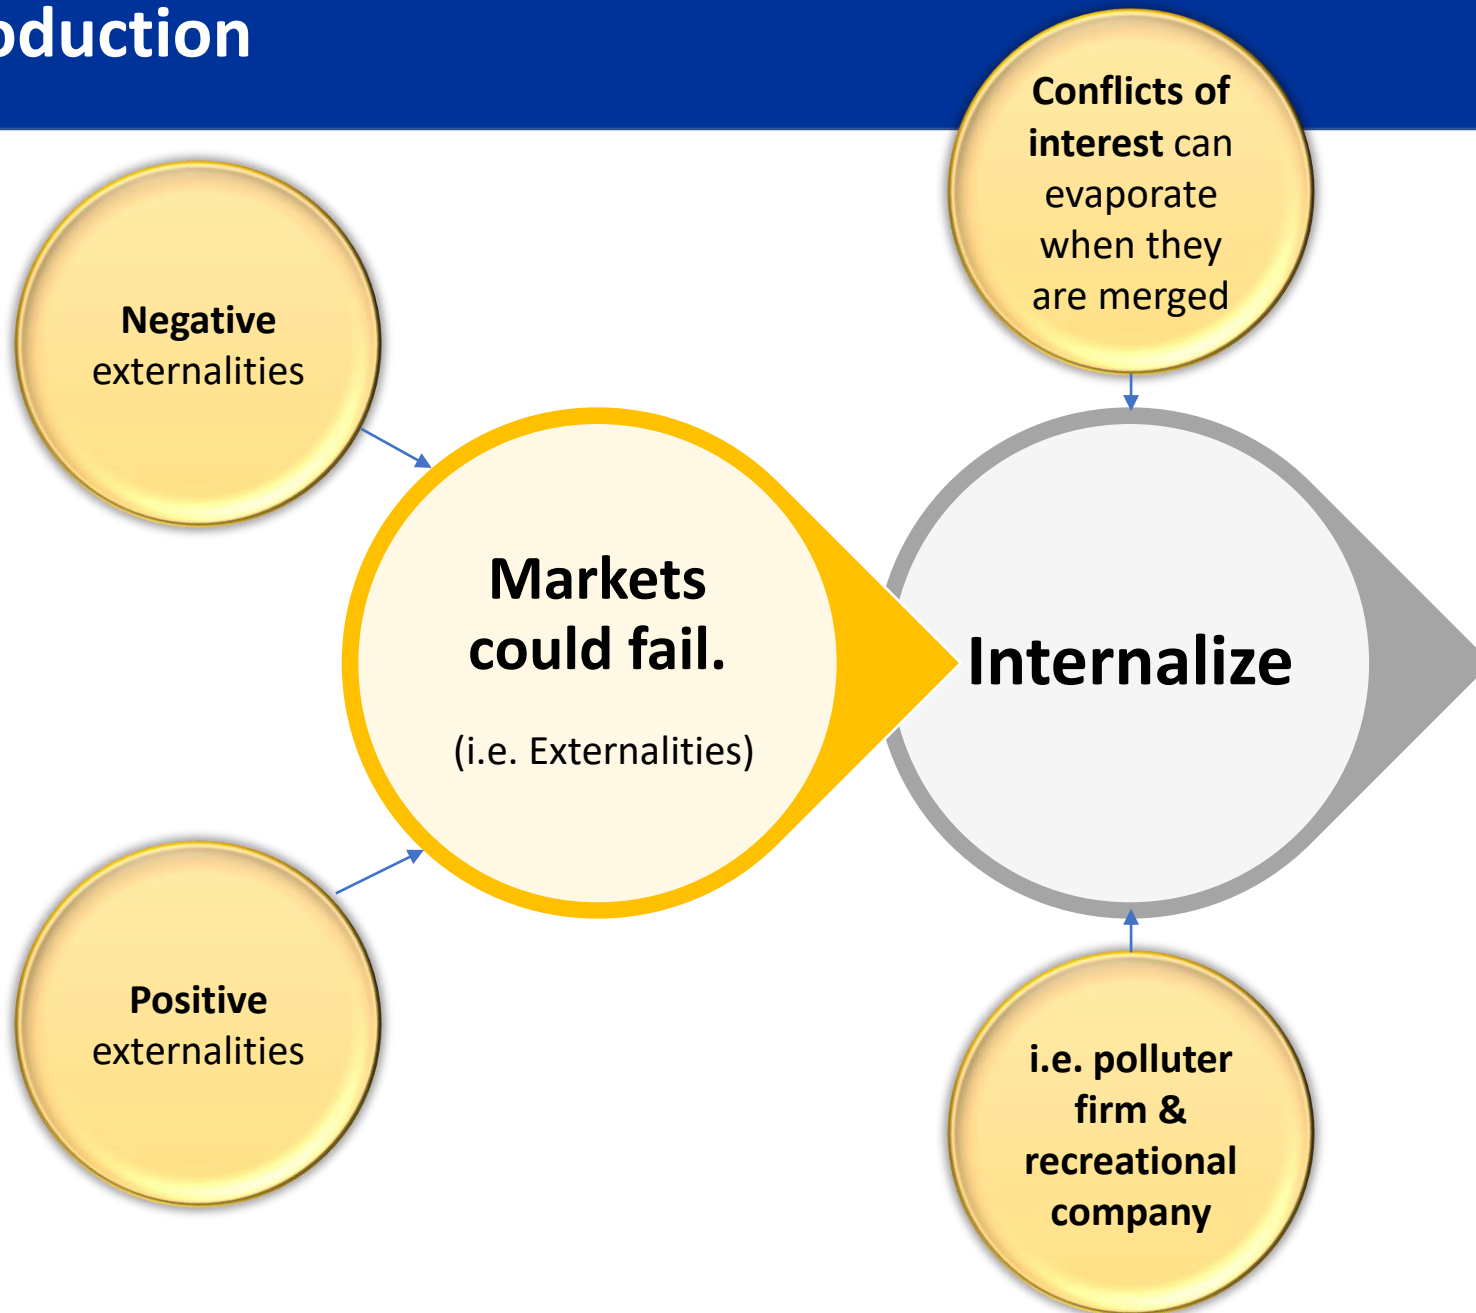 oduction
Conflicts of
interest can
evaporate
when they
are merged
Negative
externalities
Markets
could fail.
(i.e. Externalities)
Internalize
Positive
externalities
i.e. polluter
firm &
recreational
company